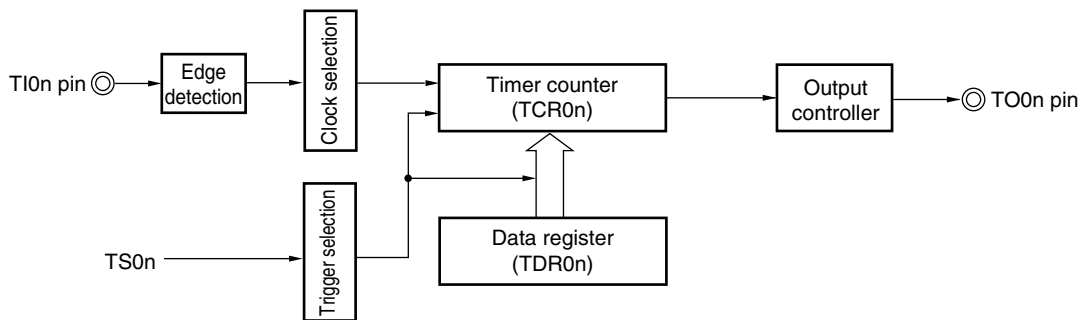 TI0n pin
Edge
detection
Clock selection
Timer counter
(TCR0n)
Output
controller
TO0n pin
TS0n
Trigger selection
Data register
(TDR0n)